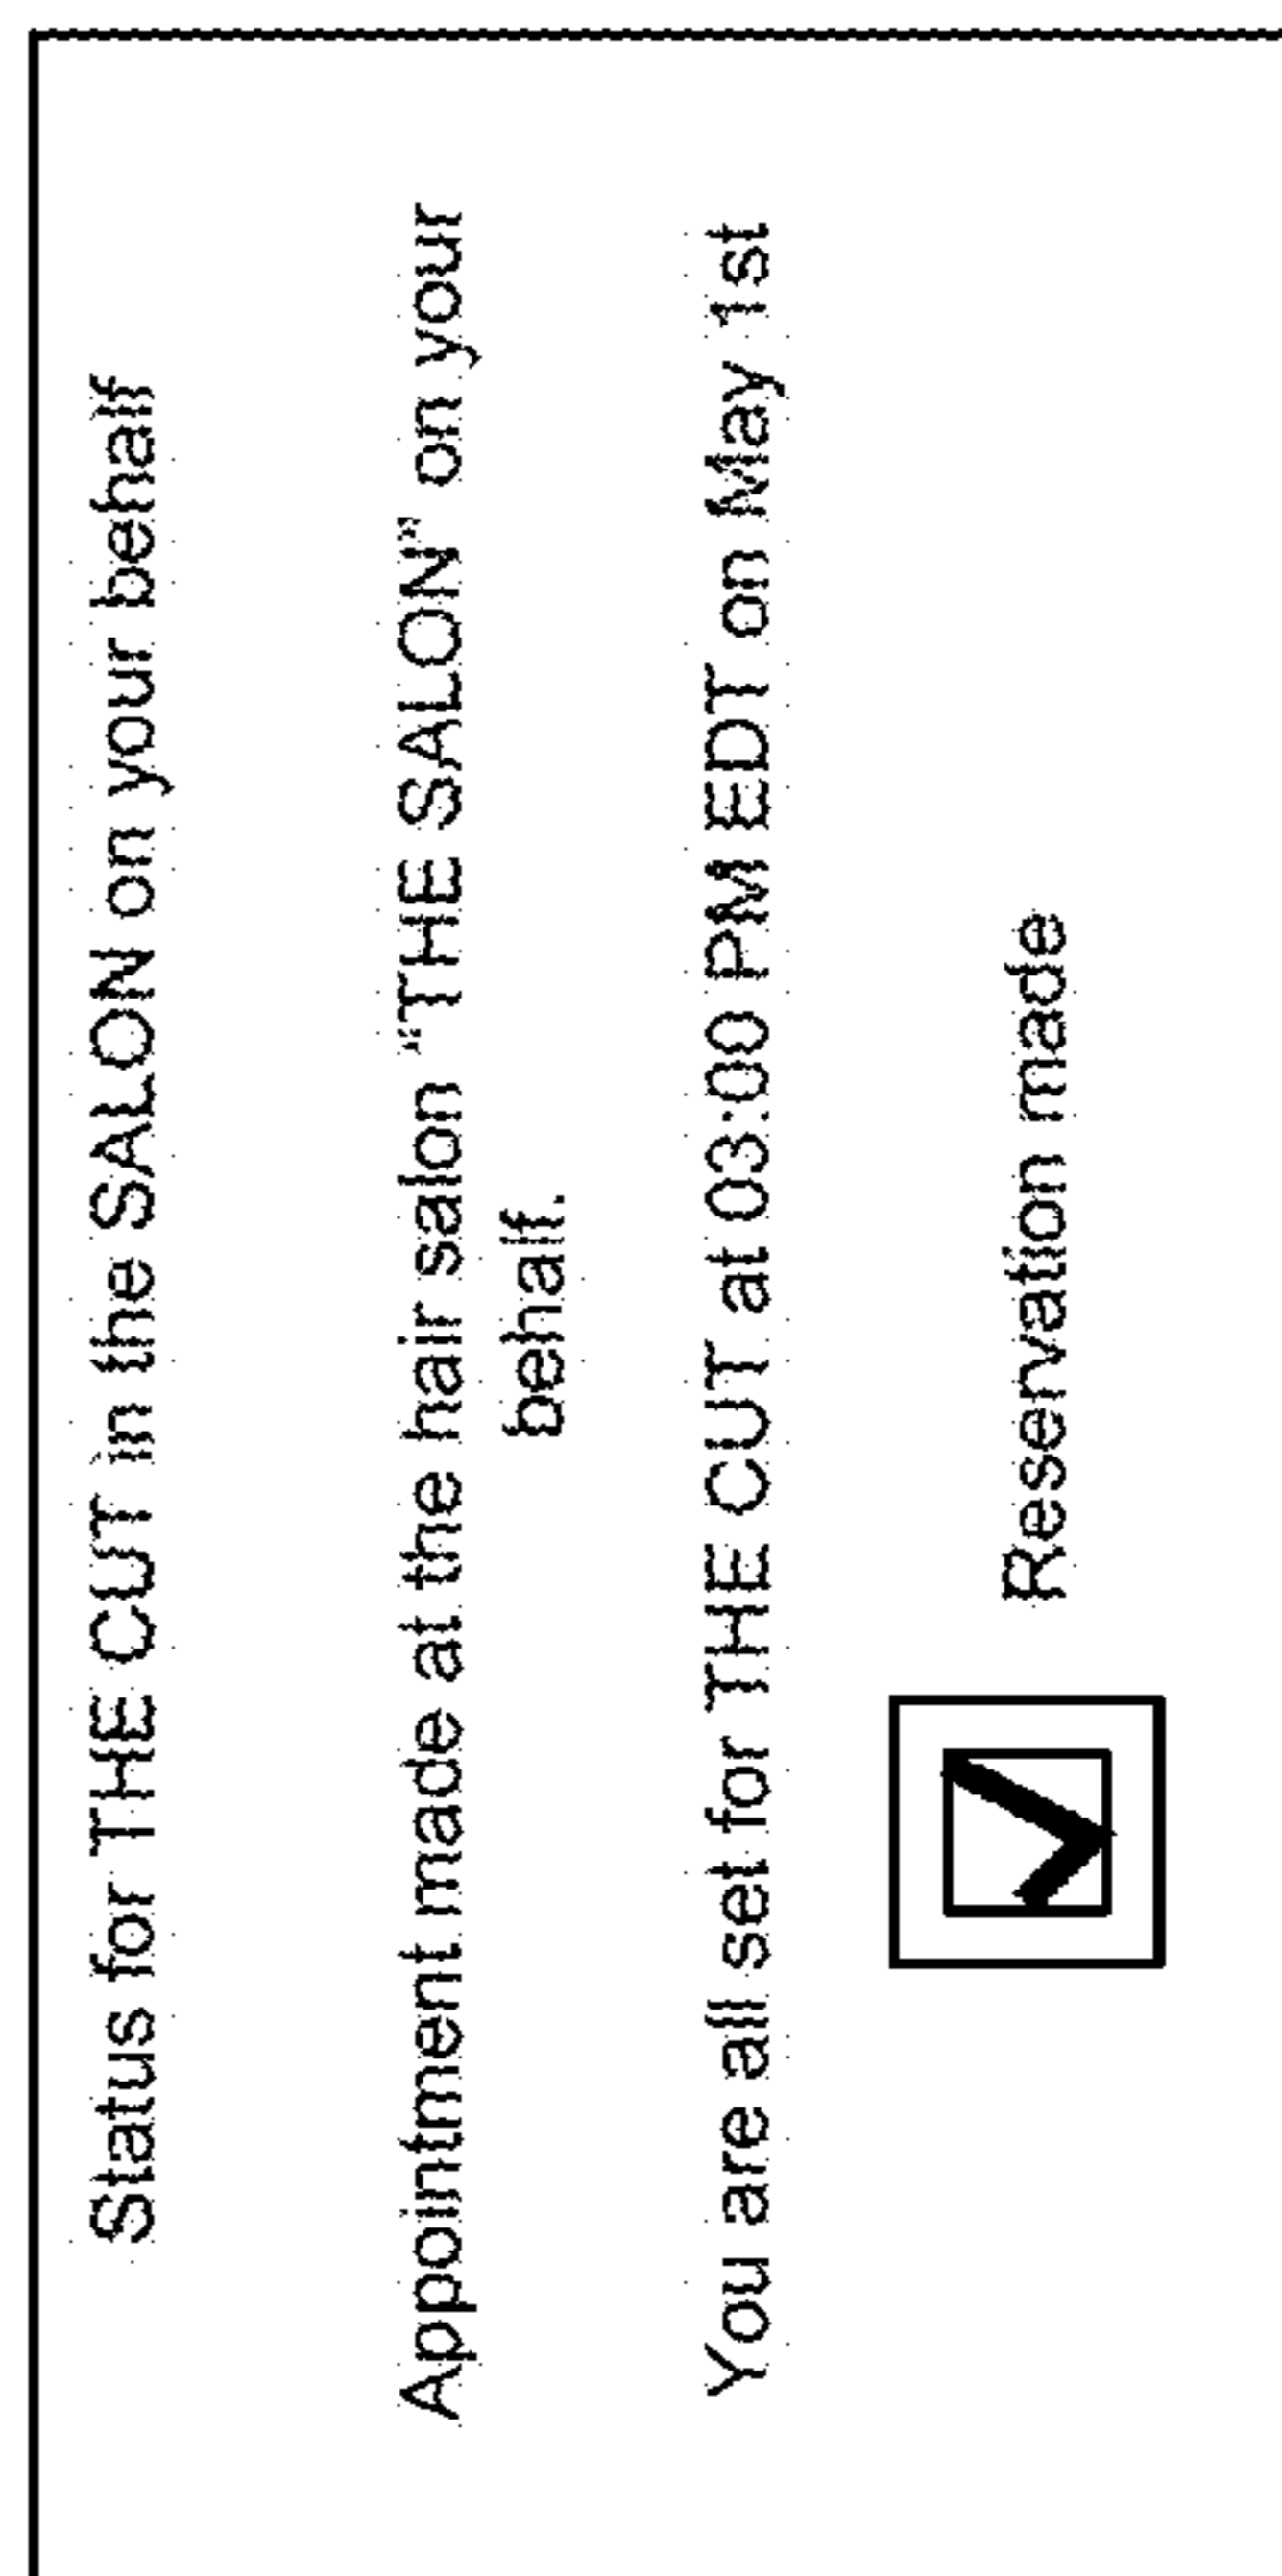 Status for THE CUT in the SALON on your behalf
Appointment made at the hair salon "THE SALON" on your
behalf.
You are all set for THE CUT at 03:00 PM EDT on May 1st
Reservation made